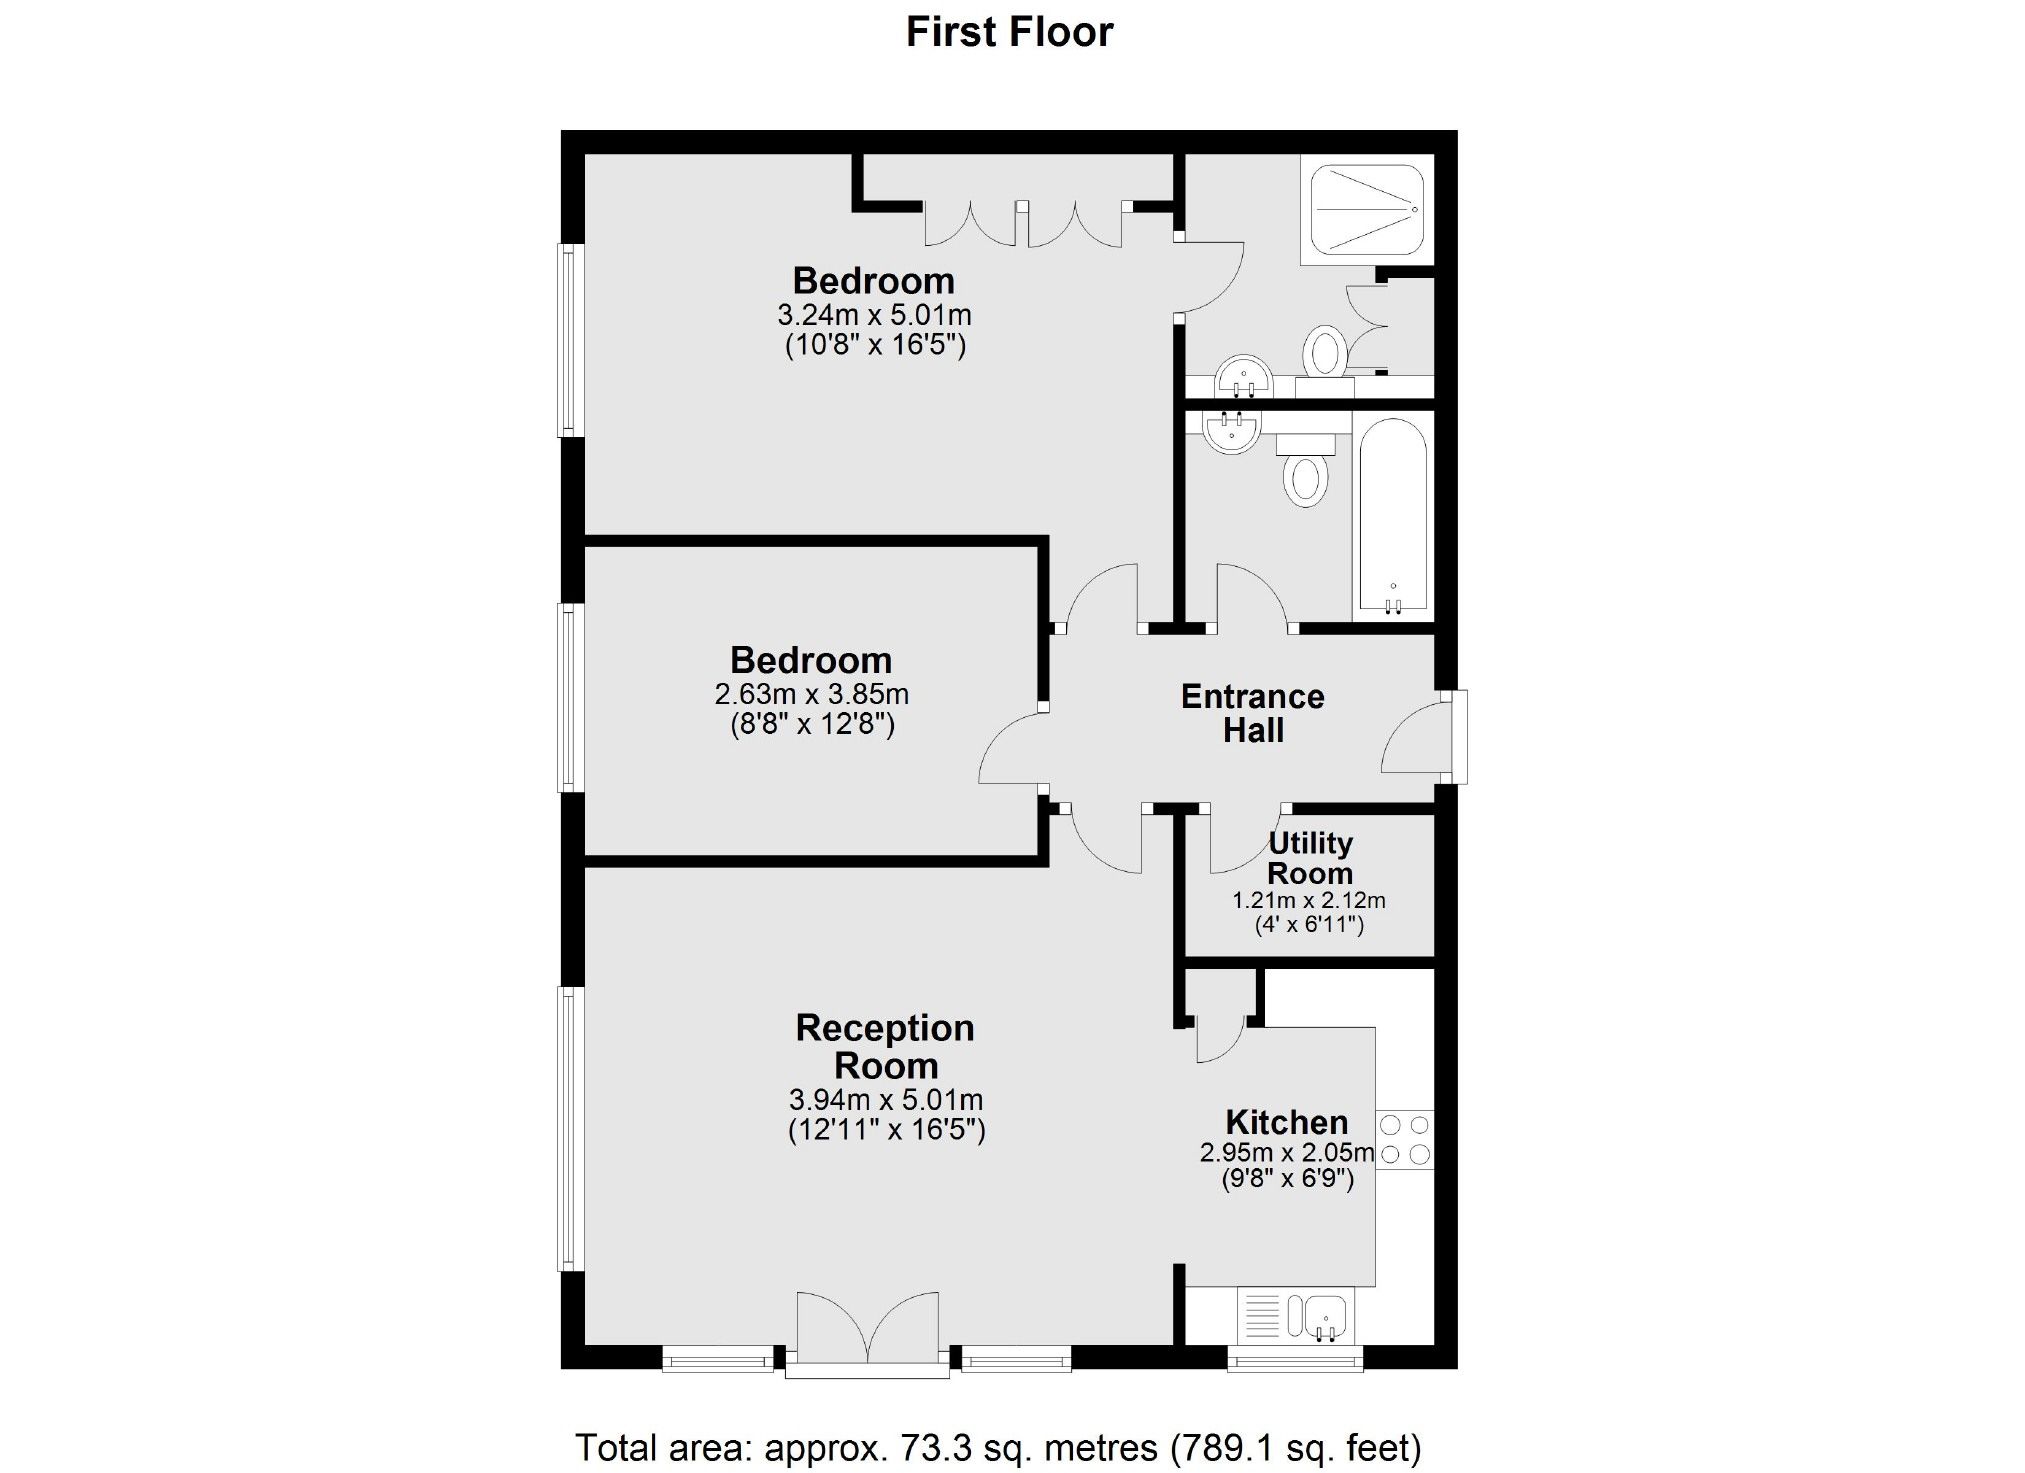 First Floor
Bedroom
3.24m x 5.01m
(10'8" x 16'5")
Bedroom
2.63m x 3.85m
(8'8" x 12'8")
Entrance
Hall
Utility
Room
1.21m x 2.12m
(4' x 6'11")
Reception
Room
3.94m x 5.01m
(12'11" x 16'5")
Kitchen
2.95m x 2.05m
(9'8" x 6'9")
Total area: approx. 73.3 sq. metres (789.1 sq. feet)